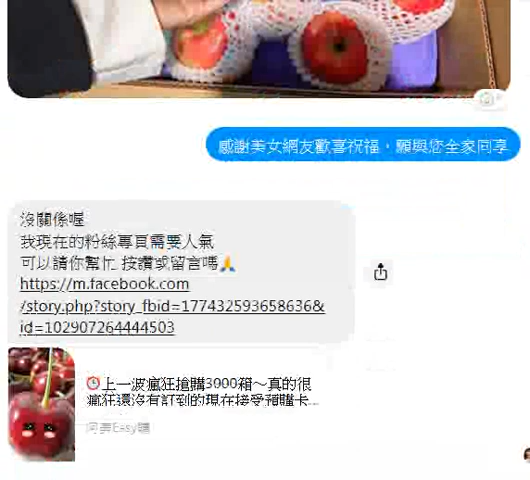 感謝美女網友歡喜祝福，願與您全家同享
沒關係喔
我現在的粉絲專頁需要人氣
可以請你幫忙 按讚或留言嗎🙏
https://m.facebook.com
/story.php?story_fbid=177432593658636&
id=102907264444503
⏰上一波瘋狂搶購3000箱～真的很
瘋狂還沒有訂到的現在接受預購卡...